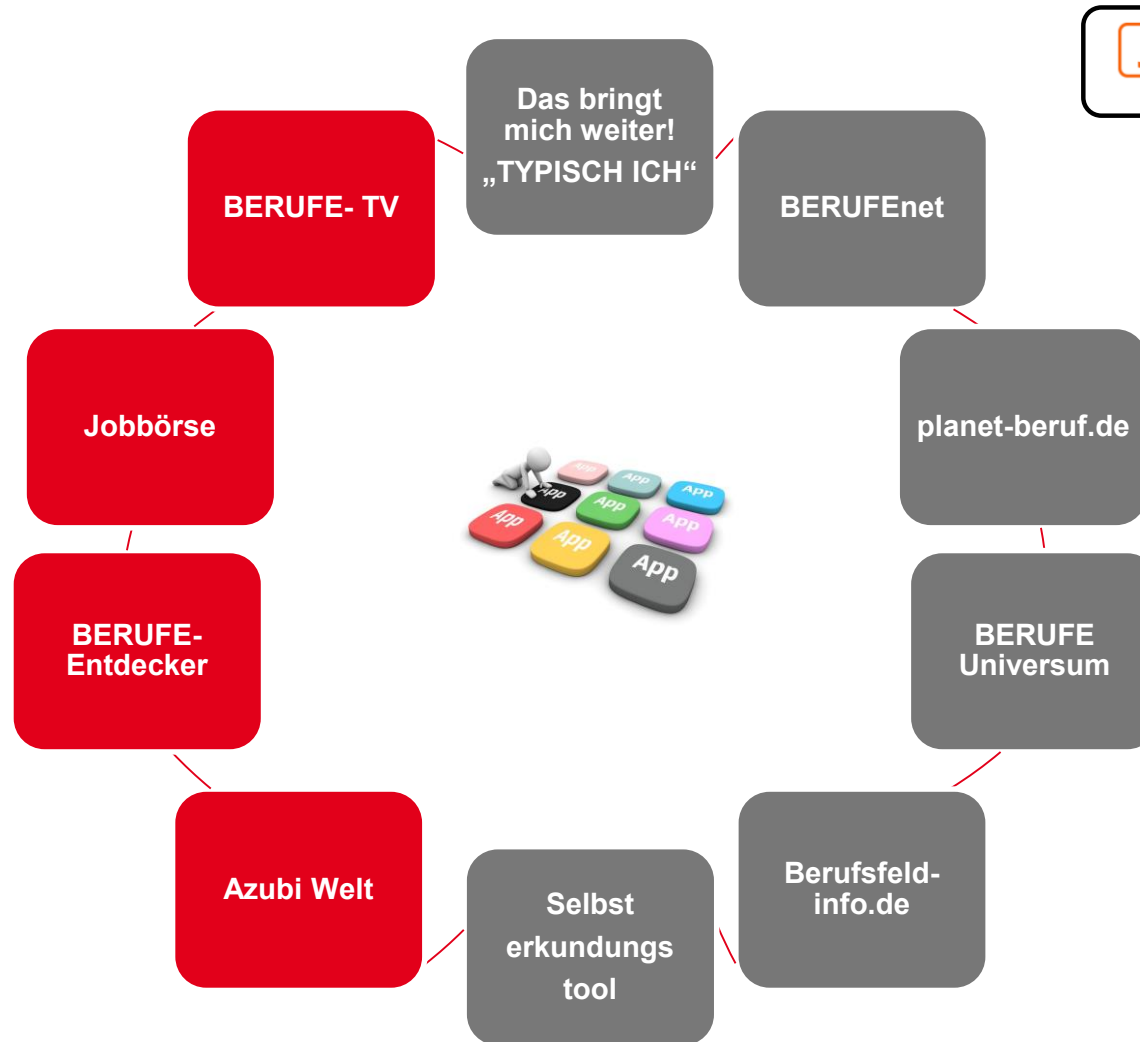 Das bringt
mich weiter!
„TYPISCH ICH“
BERUFE- TV
BERUFEnet
Jobbörse
planet-beruf.de
App
App
App
App
App
App
App
App
App
BERUFE-
Entdecker
BERUFE
Universum
Azubi Welt
Selbst
erkundungs
tool
Berufsfeld-
info.de